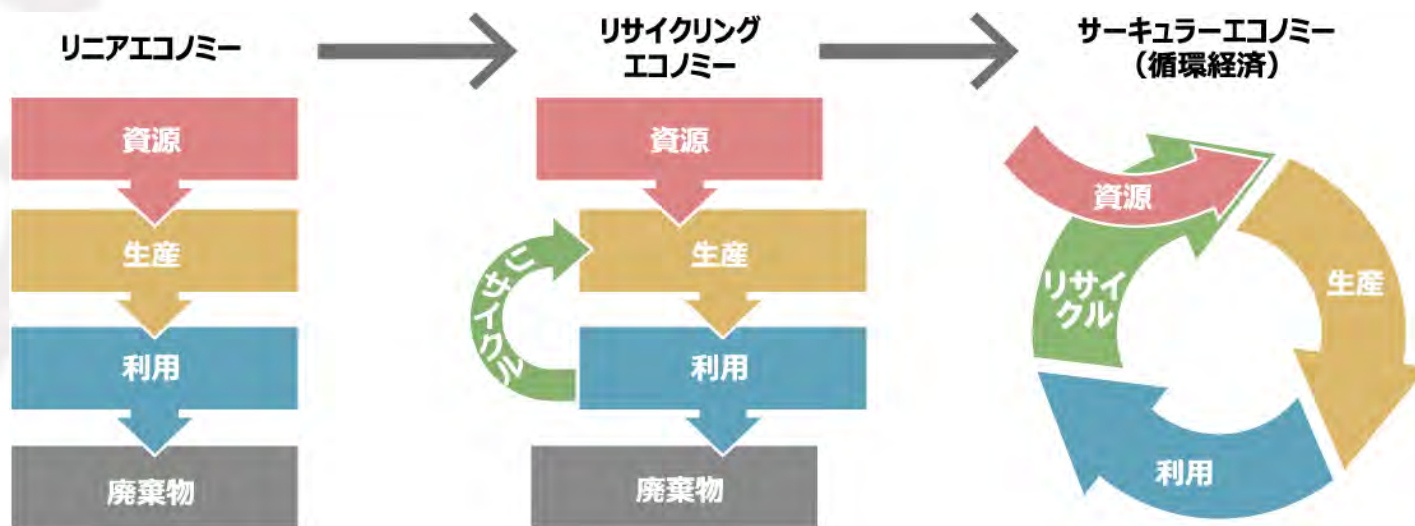 リニアエコノミー
資源
生産
利用
廃棄物
リサイクリング
エコノミー
資源
生産
リサイクル
利用
廃棄物
サーキュラーエコノミー
（循環経済）
資源
生産
リサイ
クル
利用